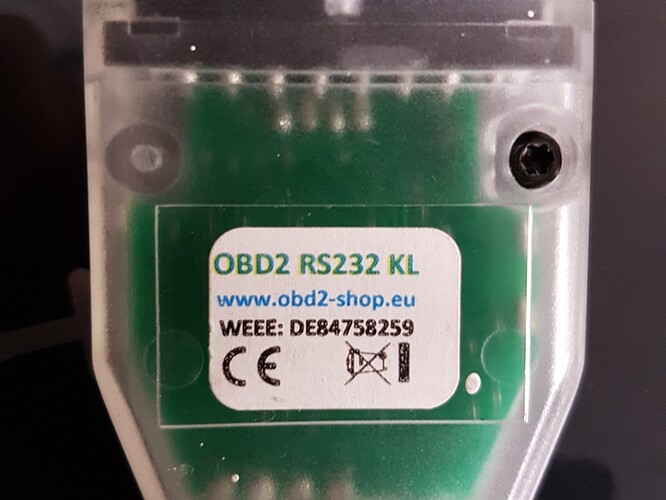 OBD2 RS232 KL
www.obd2-shop.eu
WEEE: DE84758259
CE